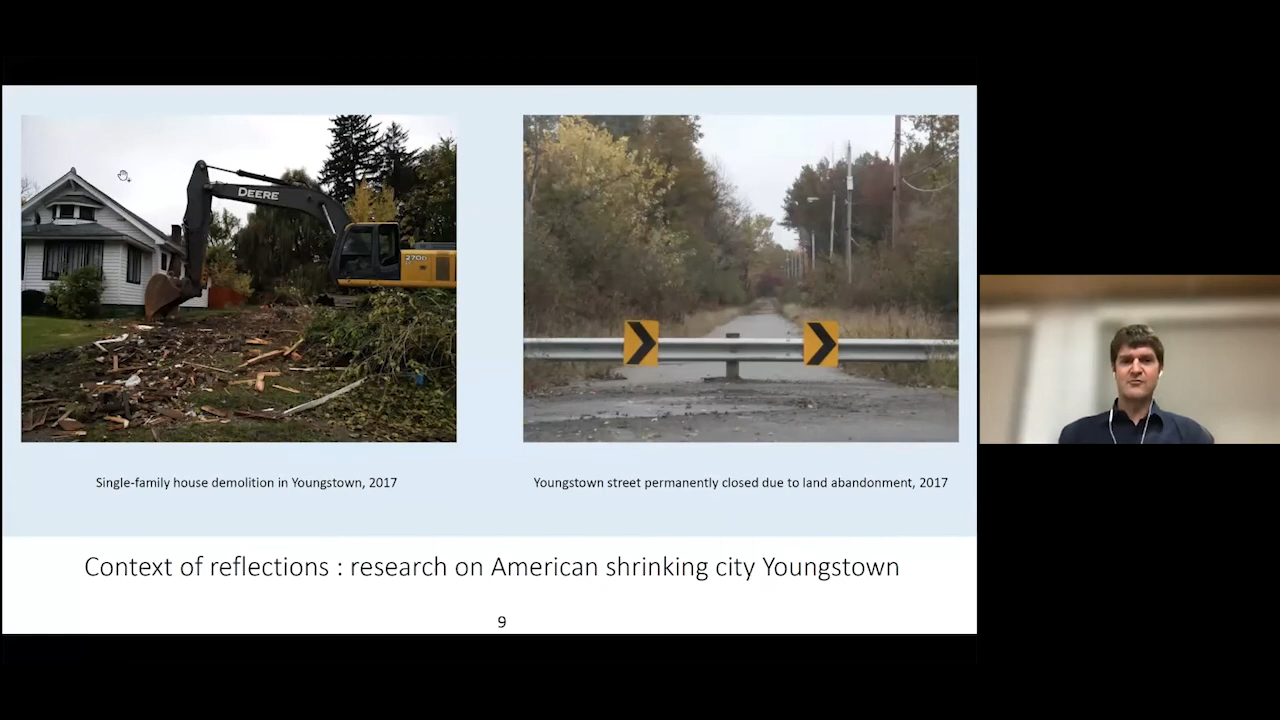 DEERE
270D
Single-family house demolition in Youngstown, 2017
Youngstown street permanently closed due to land abandonment, 2017
Context of reflections : research on American shrinking city Youngstown
9